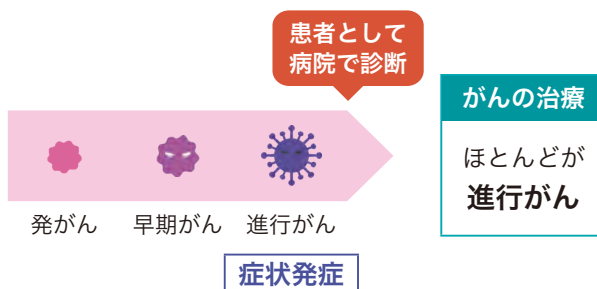 患者として
病院で診断
がんの治療
ほとんどが
進行がん
発がん
早期がん
進行がん
症状発症